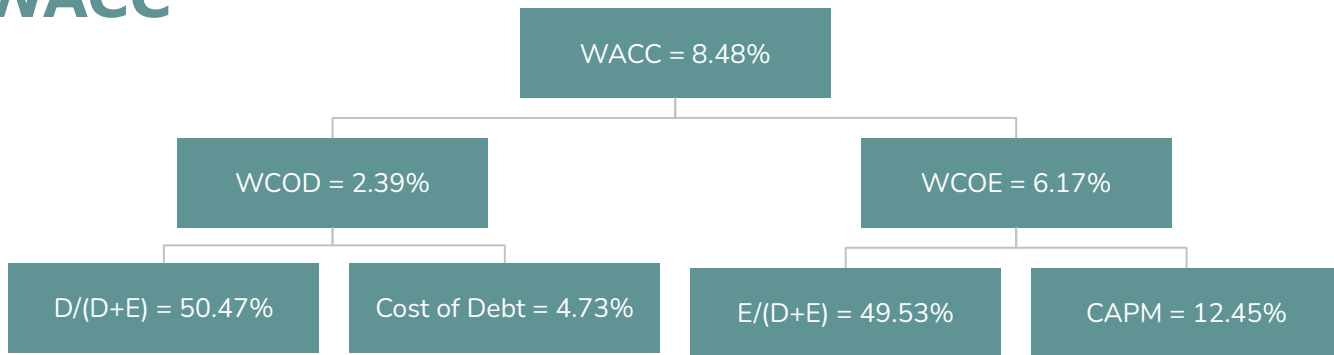 WACC
WACC = 8.48%
WCOD = 2.39%
WCOE = 6.17%
D/(D+E) = 50.47%
Cost of Debt = 4.73%
E/(D+E) = 49.53%
CAPM = 12.45%